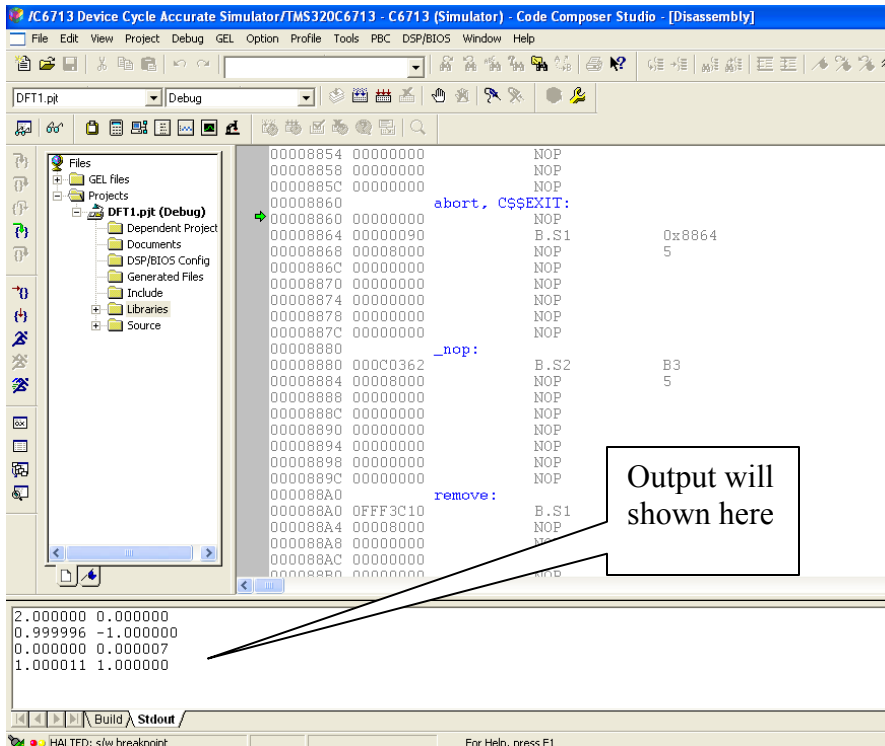 /C6713 Device Cycle Accurate Simulator/TMS320C6713 - C6713 (Simulator) - Code Composer Studio - [Disassembly]
File Edit View Project Debug GEL Option Profile Tools PBC DSP/BIOS Window Help
DFT1.pjt Debug
Files
GEL files
Projects
DFT1.pjt (Debug)
Dependent Project
Documents
DSP/BIOS Config
Generated Files
Include
Libraries
Source
00008854 00000000 NOP
00008858 00000000 NOP
0000885C 00000000 NOP
00008860 abort, C$$EXIT:
00008860 00000000 NOP
00008864 00000090 B.S1 0x8864
00008868 00008000 NOP 5
0000886C 00000000 NOP
00008870 00000000 NOP
00008874 00000000 NOP
00008878 00000000 NOP
0000887C 00000000 NOP
00008880 _nop:
00008880 000C0362 B.S2 B3
00008884 00008000 NOP 5
00008888 00000000 NOP
0000888C 00000000 NOP
00008890 00000000 NOP
00008894 00000000 NOP
00008898 00000000 NOP
0000889C 00000000 NOP
000088A0 remove:
000088A0 0FFF3C10 B.S1
000088A4 00008000 NOP
000088A8 00000000 NOP
000088AC 00000000
000088B0 00000000 NOP
Output will
shown here
2.000000 0.000000
0.999996 -1.000000
0.000000 0.000007
1.000011 1.000000
Build Stdout
HALTED: s/w breakpoint For Help, press F1